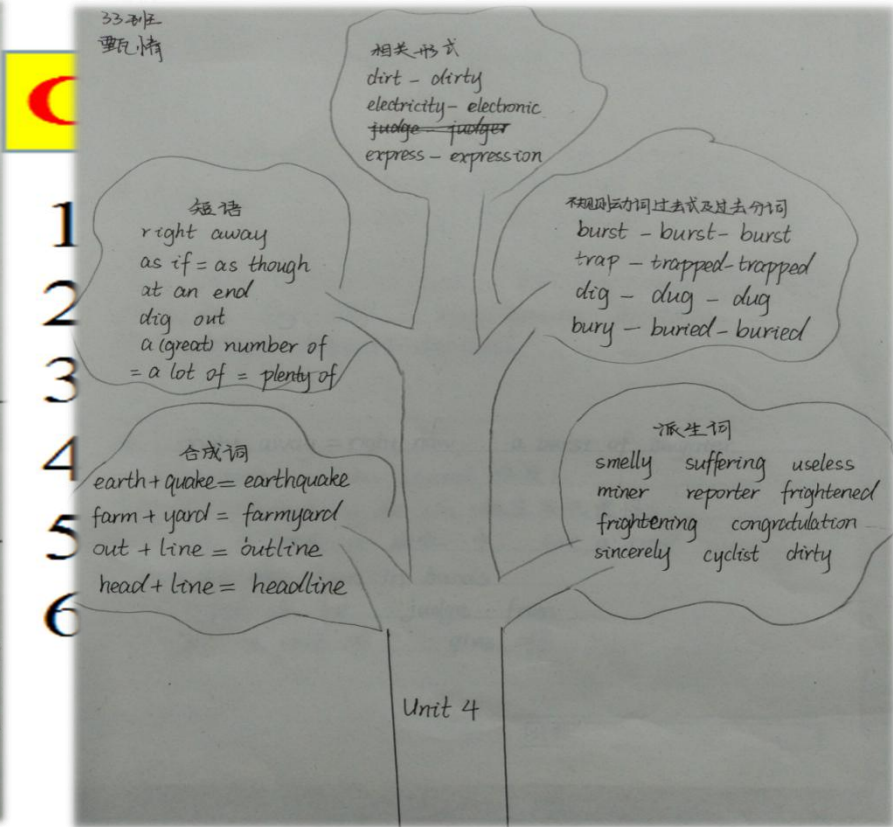 33班
甄情
相关形式
dirt – dirty
electricity – electronic
judge – judger
express – expression
短语
right away
as if = as though
at an end
dig out
a (great) number of
= a lot of = plenty of
不规则动词过去式及过去分词
burst – burst – burst
trap – trapped – trapped
dig – dug – dug
bury – buried – buried
合成词
earth + quake = earthquake
farm + yard = farmyard
out + line = outline
head + line = headline
派生词
smelly suffering useless
miner reporter frightened
frightening congratulation
sincerely cyclist dirty
Unit 4
1
2
3
4
5
6